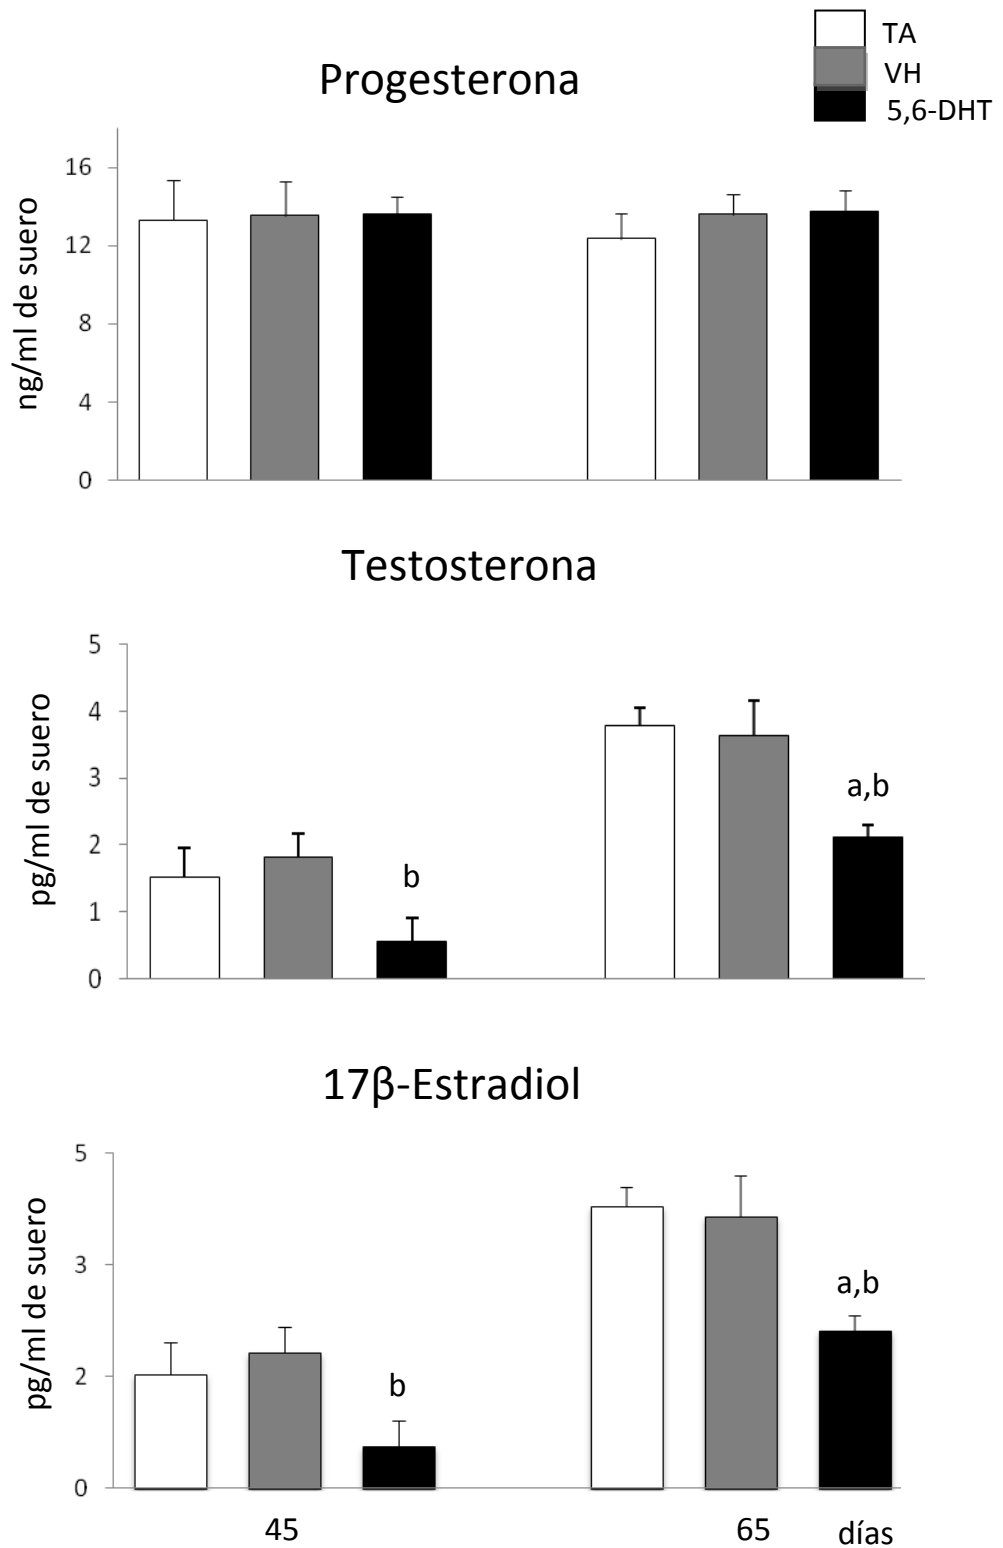 TA
VH
5,6-DHT
Progesterona
ng/ml de suero
16
12
8
4
0
Testosterona
pg/ml de suero
5
4
3
2
1
0
a,b
b
17β-Estradiol
pg/ml de suero
5
3
2
0
a,b
b
45
65
días